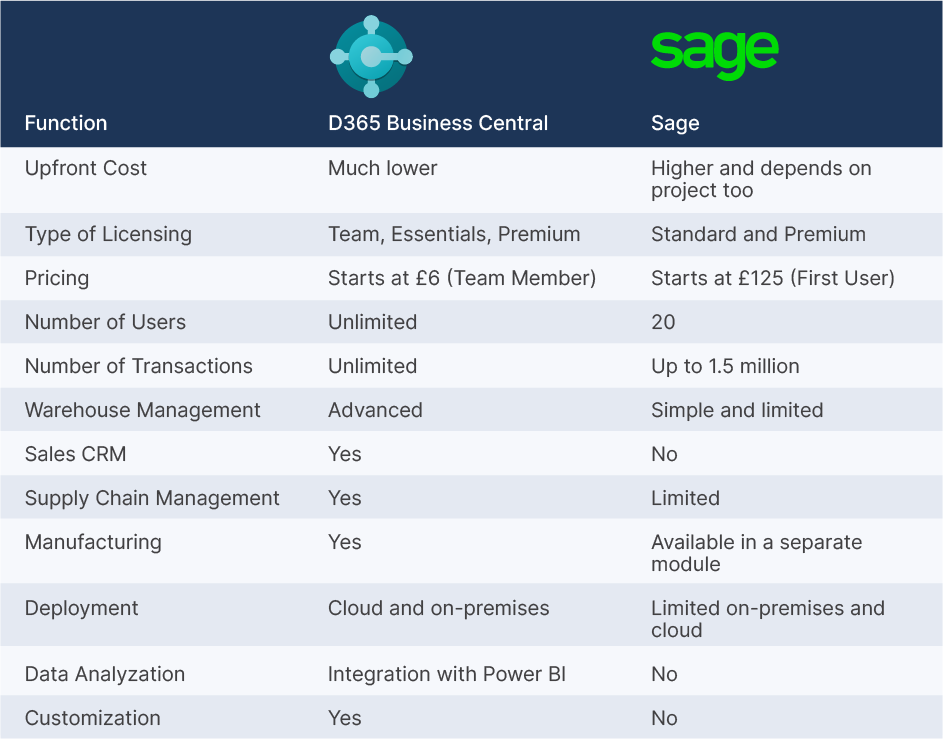 sage
Function D365 Business Central Sage
Upfront Cost Much lower Higher and depends on
project too
Type of Licensing Team, Essentials, Premium Standard and Premium
Pricing Starts at £6 (Team Member) Starts at £125 (First User)
Number of Users Unlimited 20
Number of Transactions Unlimited Up to 1.5 million
Warehouse Management Advanced Simple and limited
Sales CRM Yes No
Supply Chain Management Yes Limited
Manufacturing Yes Available in a separate
module
Deployment Cloud and on-premises Limited on-premises and
cloud
Data Analyzation Integration with Power BI No
Customization Yes No